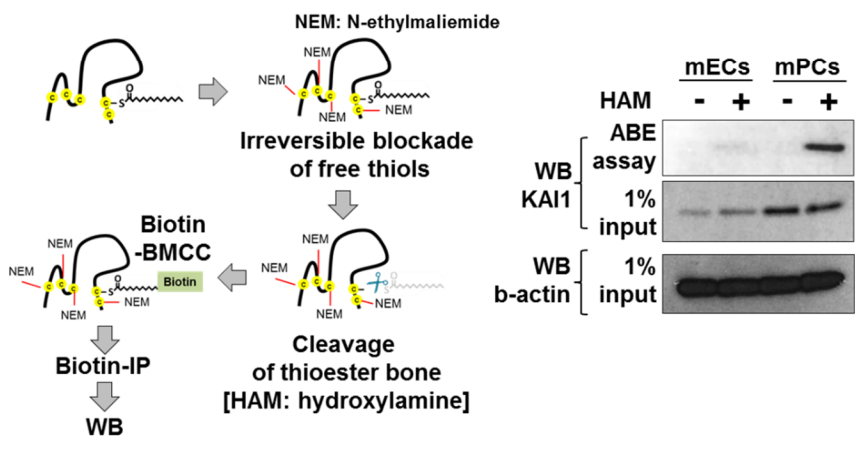 NEM: N-ethylmaliemide
C
C
C
C
C
S
O
NEM
NEM
NEM
NEM
C
C
C
C
C
S
O
Irreversible blockade
of free thiols
Cleavage
of thioester bone
[HAM: hydroxylamine]
NEM
NEM
NEM
NEM
C
C
C
C
C
S
O
Biotin
-BMCC
NEM
NEM
NEM
NEM
C
C
C
C
C
S
O
Biotin
Biotin-IP
WB
mECs mPCs
HAM - + - +
WB
KAI1
ABE
assay
1%
input
WB
b-actin
1%
input